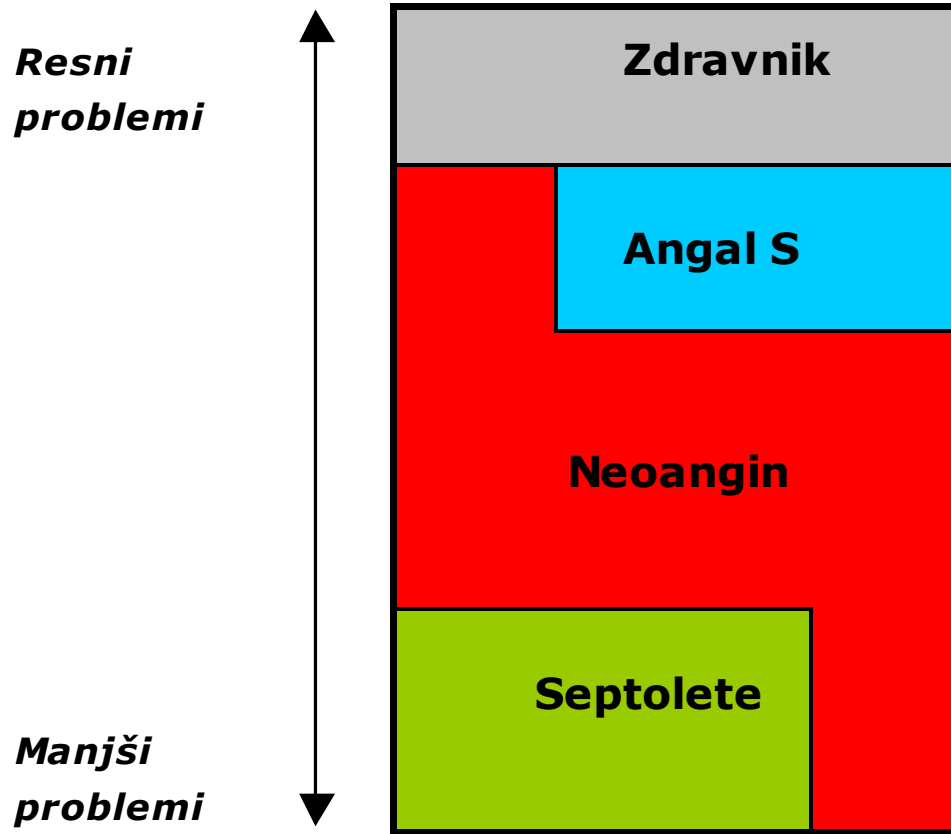 Resni
problemi
Zdravnik
Angal S
Neoangin
Septolete
Manjši
problemi